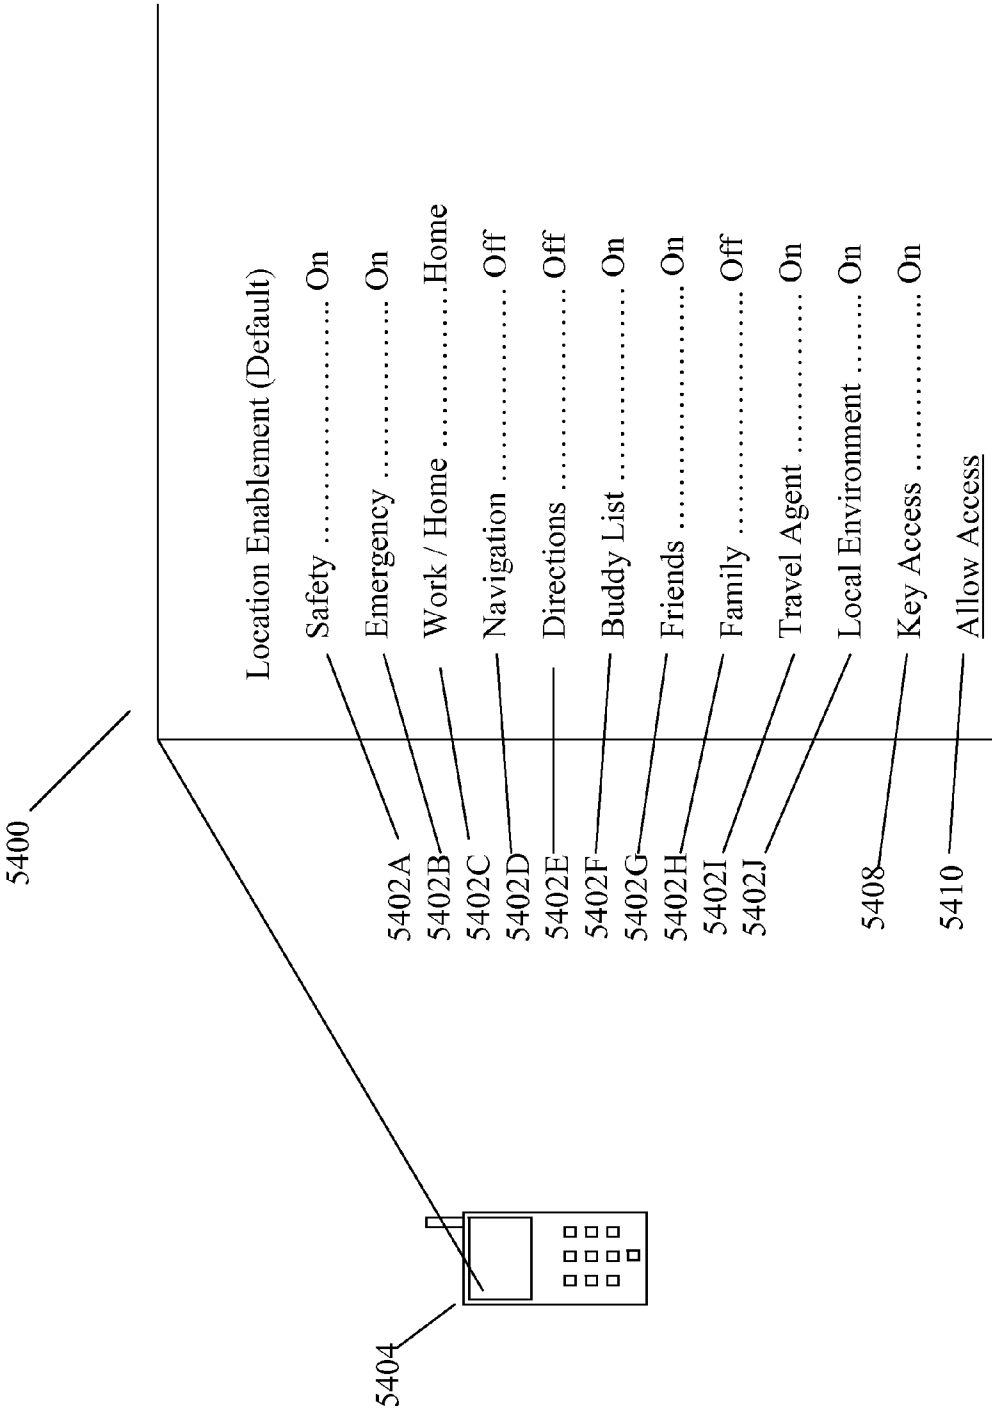 5400
Location Enablement (Default)
5402A Safety .............................. On
5402B Emergency ...................... On
5402C Work / Home .................Home
5402D Navigation ....................... Off
5402E Directions ........................ Off
5402F Buddy List ....................... On
5402G Friends ............................. On
5402H Family .............................. Off
5402I Travel Agent ................... On
5402J Local Environment ....... On
5408 Key Access ..................... On
5410 Allow Access
5404